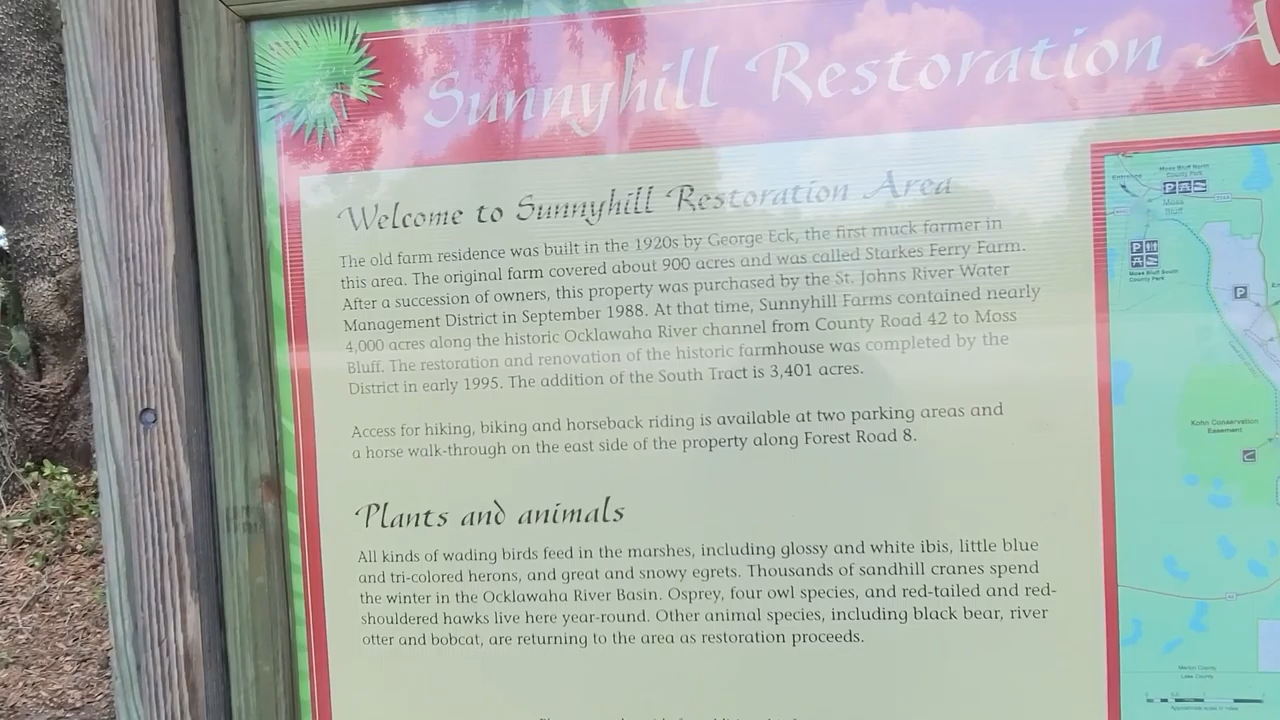 Sunnyhill Restoration A
Welcome to Sunnyhill Restoration Area
The old farm residence was built in the 1920s by George Eck, the first muck farmer in
this area. The original farm covered about 900 acres and was called Starkes Ferry Farm.
After a succession of owners, this property was purchased by the St. Johns River Water
Management District in September 1988. At that time, Sunnyhill Farms contained nearly
4,000 acres along the historic Ocklawaha River channel from County Road 42 to Moss
Bluff. The restoration and renovation of the historic farmhouse was completed by the
District in early 1995. The addition of the South Tract is 3,401 acres.
Access for hiking, biking and horseback riding is available at two parking areas and
a horse walk-through on the east side of the property along Forest Road 8.
Plants and animals
All kinds of wading birds feed in the marshes, including glossy and white ibis, little blue
and tri-colored herons, and great and snowy egrets. Thousands of sandhill cranes spend
the winter in the Ocklawaha River Basin. Osprey, four owl species, and red-tailed and red-
shouldered hawks live here year-round. Other animal species, including black bear, river
otter and bobcat, are returning to the area as restoration proceeds.
Moss Bluff North
County Park
Entrance
P
Moss
Bluff
P
Moss Bluff South
County Park
P
Kohn Conservation
Easement
42
Marion County
Lake County
Approximate scale in miles